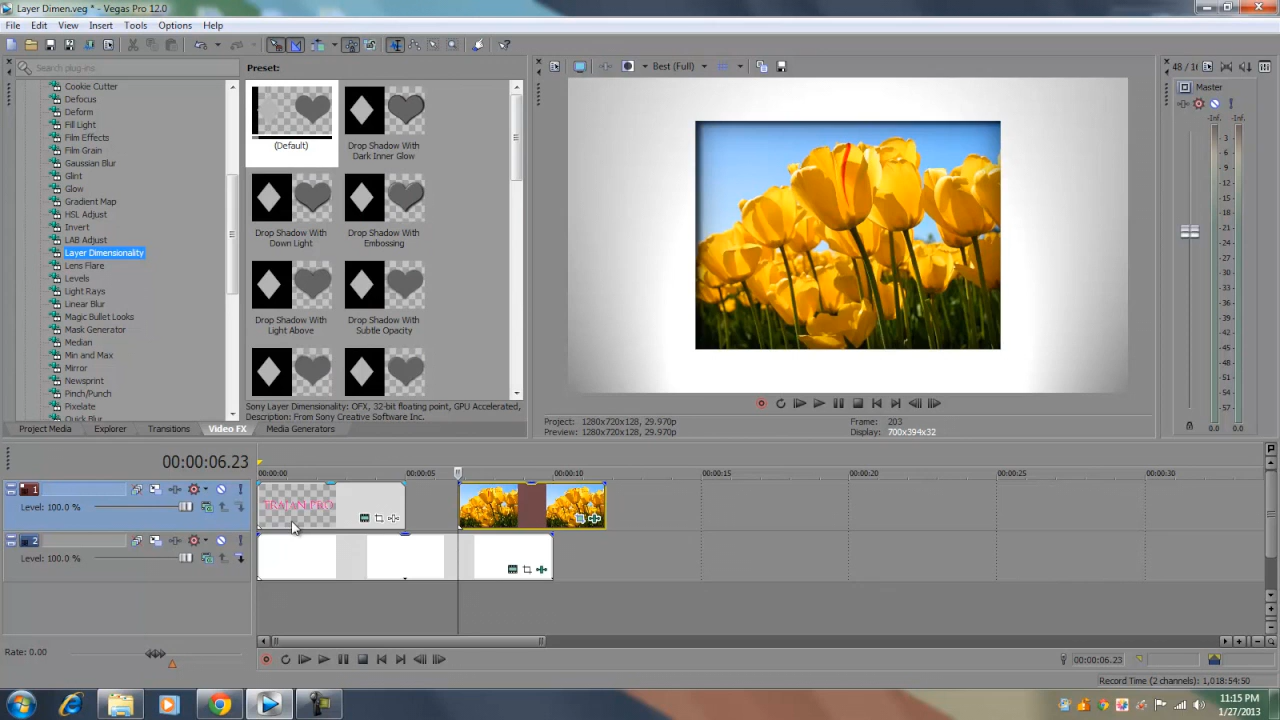 Layer Dimen.veg * - Vegas Pro 12.0
File Edit View Insert Tools Options Help
Search plug-ins
Preset:
Best (Full)
48 / 16
Cookie Cutter
Defocus
Deform
Fill Light
Film Effects
Film Grain
Gaussian Blur
Glint
Glow
Gradient Map
HSL Adjust
Invert
LAB Adjust
Layer Dimensionality
Lens Flare
Levels
Light Rays
Linear Blur
Magic Bullet Looks
Mask Generator
Median
Min and Max
Mirror
Newsprint
Pinch/Punch
Pixelate
Quick Blur
(Default)
Drop Shadow With
Dark Inner Glow
Drop Shadow With
Down Light
Drop Shadow With
Embossing
Drop Shadow With
Light Above
Drop Shadow With
Subtle Opacity
Sony Layer Dimensionality: OFX, 32-bit floating point, GPU Accelerated,
Description: From Sony Creative Software Inc.
Project Media Explorer Transitions Video FX Media Generators
Project: 1280x720x128, 29.970p
Preview: 1280x720x128, 29.970p
Frame: 203
Display: 700x394x32
Master
-Inf. -Inf.
3
6
9
12
15
18
21
24
27
30
33
36
39
42
45
48
51
54
57
0.0 0.0
00:00:06.23
00:00:00 00:00:05 00:00:10 00:00:15 00:00:20 00:00:25 00:00:30
1
Level: 100.0 %
2
Level: 100.0 %
Rate: 0.00
00:00:06.23
Record Time (2 channels): 1,018:54:50
11:15 PM
1/27/2013